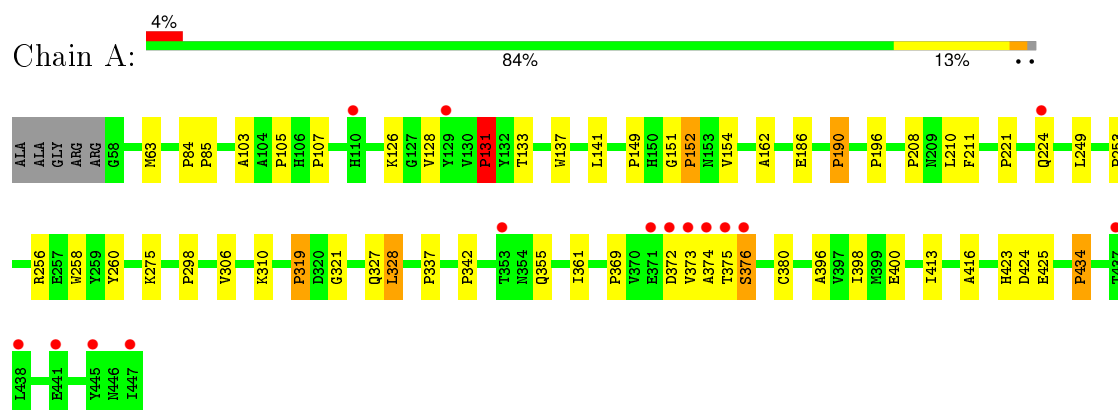 4%
Chain A:
84% 13% • •
ALA ALA GLY ARG ARG G58 M63 P84 P85 A103 A104 P105 H106 P107 H110 K126 G127 V128 Y129 V130 P131 Y132 T133 W137 L141 P149 H150 G151 P152 N153 V154 A162 E186 P190 P196 P208 N209 L210 F211 P221 Q224 L249 P253
R256 E257 W258 Y259 Y260 K275 P298 V306 K310 P319 D320 G321 Q327 L328 P337 P342 T353 N354 Q355 I361 P369 V370 E371 D372 V373 A374 T375 S376 C380 A396 V397 I398 M399 E400 I413 A416 H423 D424 E425 P434 T437
L438 E441 Y445 N446 I447